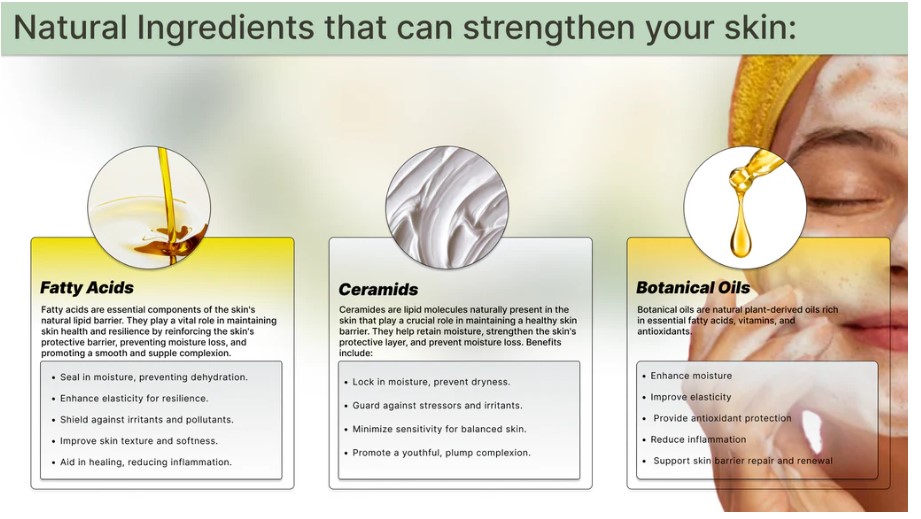 Natural Ingredients that can strengthen your skin:
Fatty Acids
Fatty acids are essential components of the skin's
natural lipid barrier. They play a vital role in maintaining
skin health and resilience by reinforcing the skin's
protective barrier, preventing moisture loss, and
promoting a smooth and supple complexion.
• Seal in moisture, preventing dehydration.
• Enhance elasticity for resilience.
• Shield against irritants and pollutants.
• Improve skin texture and softness.
• Aid in healing, reducing inflammation.
Ceramids
Ceramides are lipid molecules naturally present in the
skin that play a crucial role in maintaining a healthy skin
barrier. They help retain moisture, strengthen the skin's
protective layer, and prevent moisture loss. Benefits
include:
• Lock in moisture, prevent dryness.
• Guard against stressors and irritants.
• Minimize sensitivity for balanced skin.
• Promote a youthful, plump complexion.
Botanical Oils
Botanical oils are natural plant-derived oils rich
in essential fatty acids, vitamins, and
antioxidants.
• Enhance moisture
• Improve elasticity
• Provide antioxidant protection
• Reduce inflammation
• Support skin barrier repair and renewal